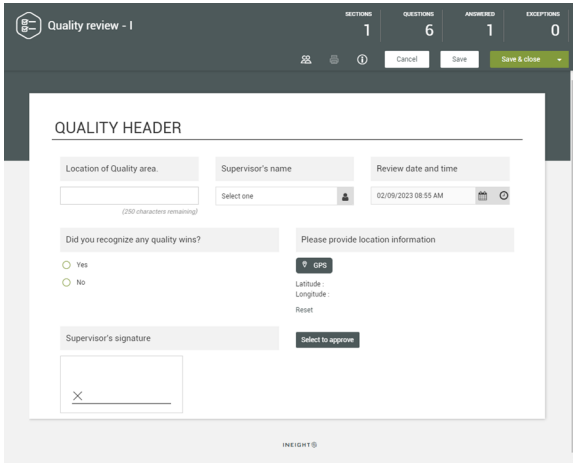 Quality review - I
SECTIONS
1
QUESTIONS
6
ANSWERED
1
EXCEPTIONS
0
Cancel
Save
Save & close
QUALITY HEADER
Location of Quality area.
(250 characters remaining)
Supervisor's name
Select one
Review date and time
02/09/2023 08:55 AM
Did you recognize any quality wins?
Yes
No
Please provide location information
GPS
Latitude :
Longitude :
Reset
Supervisor's signature
Select to approve
INEIGHT